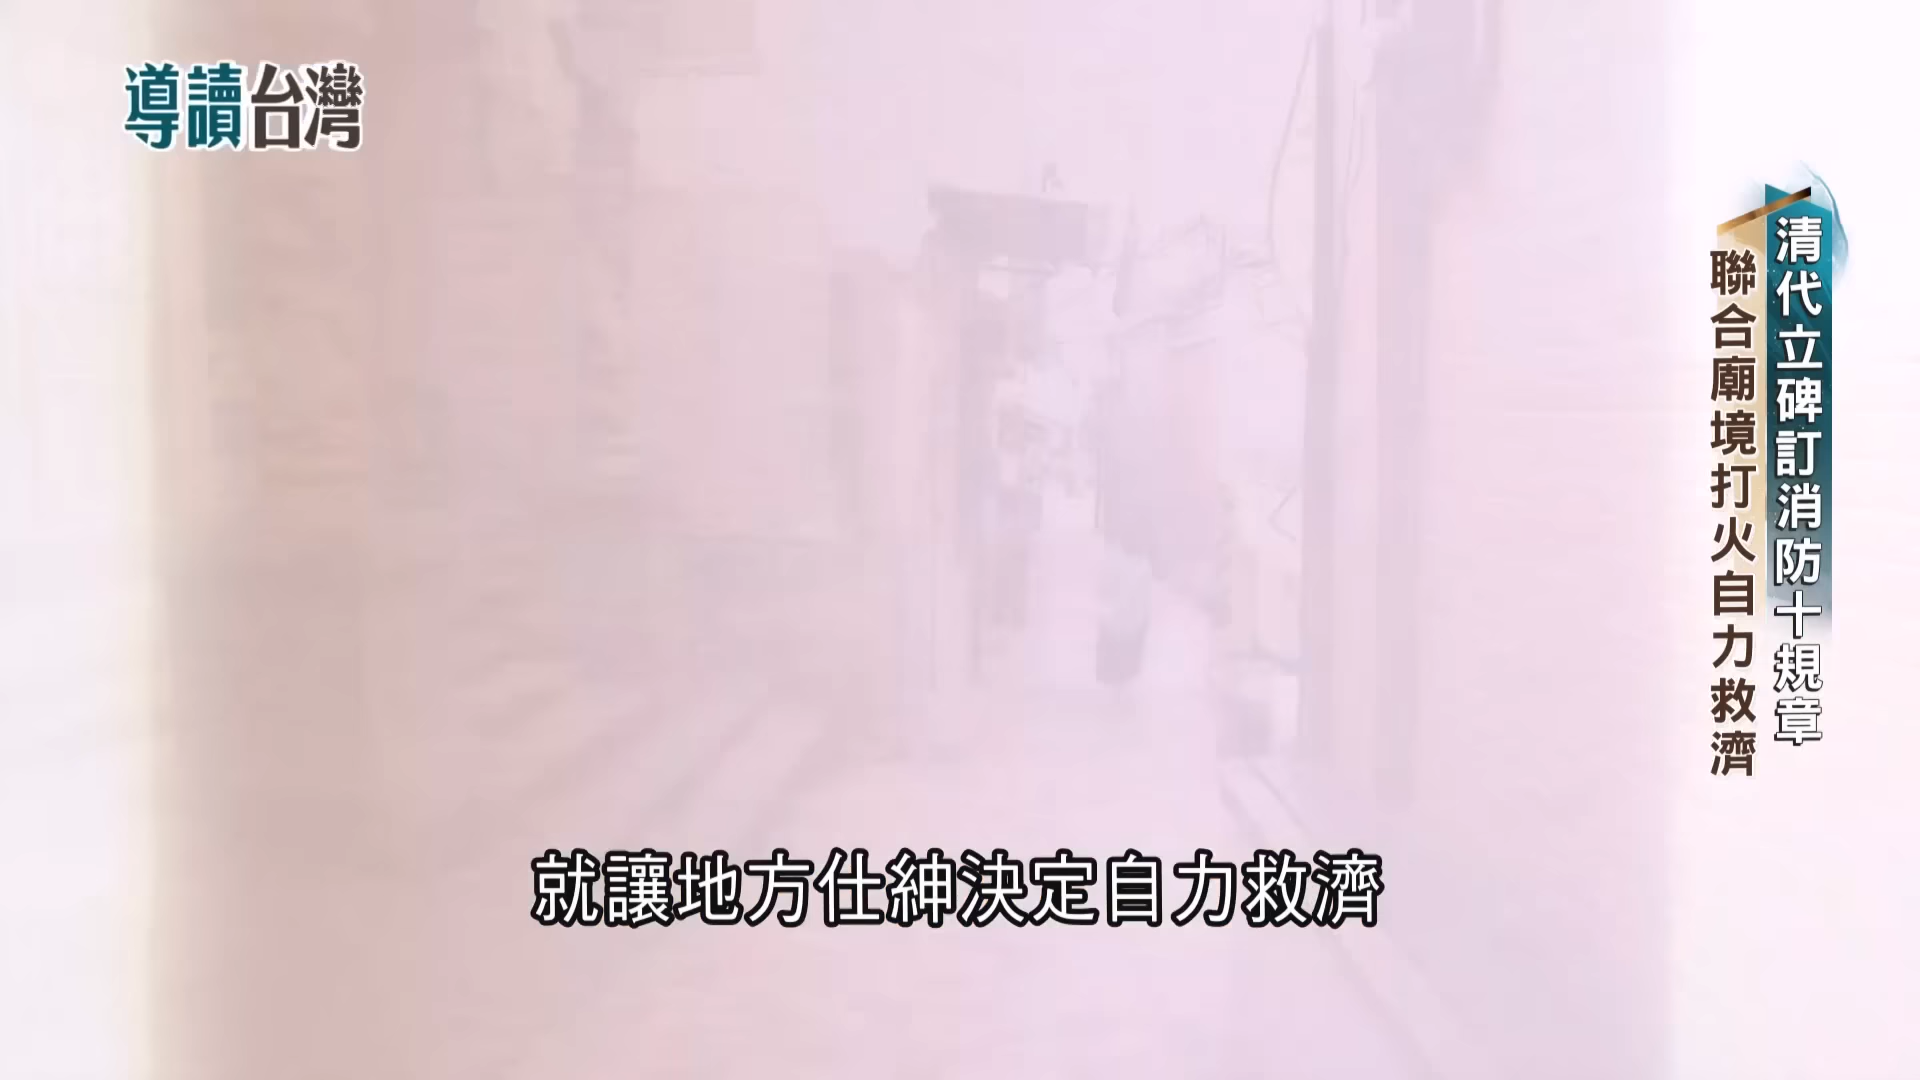 導讀台灣
清代立碑訂消防十規章
聯合廟境打火自力救濟
就讓地方仕紳決定自力救濟